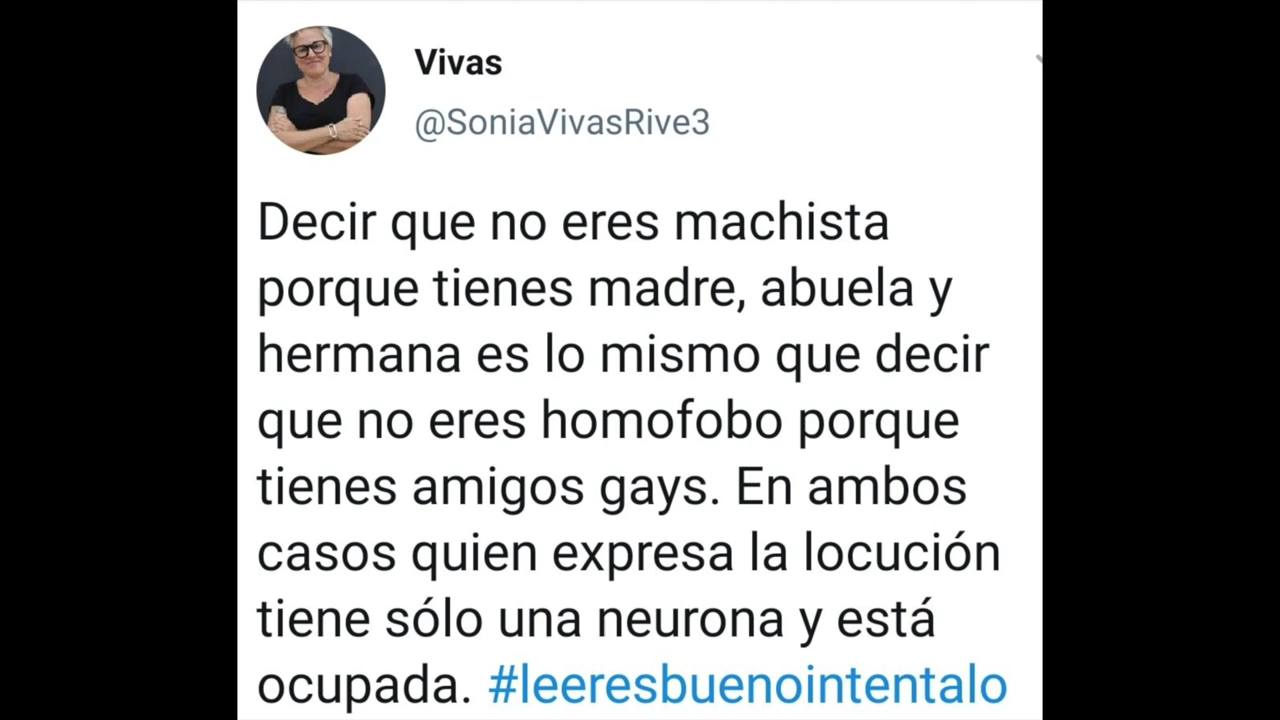 Vivas
@SoniaVivasRive3
Decir que no eres machista
porque tienes madre, abuela y
hermana es lo mismo que decir
que no eres homofobo porque
tienes amigos gays. En ambos
casos quien expresa la locución
tiene sólo una neurona y está
ocupada. #leeresbuenointentalo